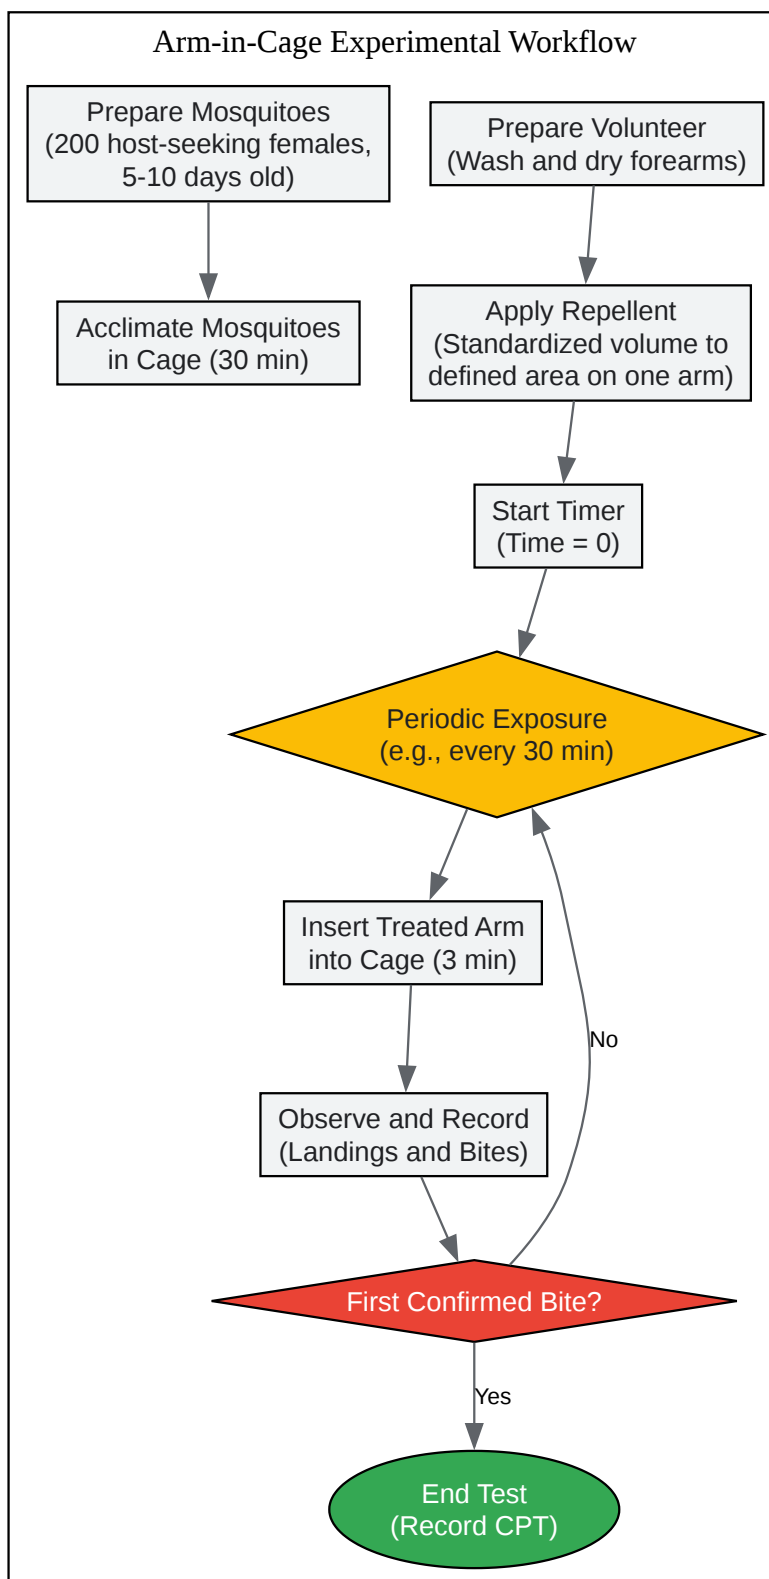 Arm-in-Cage Experimental Workflow
Prepare Mosquitoes
(200 host-seeking females,
5-10 days old)
Prepare Volunteer
(Wash and dry forearms)
Acclimate Mosquitoes
in Cage (30 min)
Apply Repellent
(Standardized volume to
defined area on one arm)
Start Timer
(Time = 0)
Periodic Exposure
(e.g., every 30 min)
Insert Treated Arm
into Cage (3 min)
No
Observe and Record
(Landings and Bites)
First Confirmed Bite?
Yes
End Test
(Record CPT)